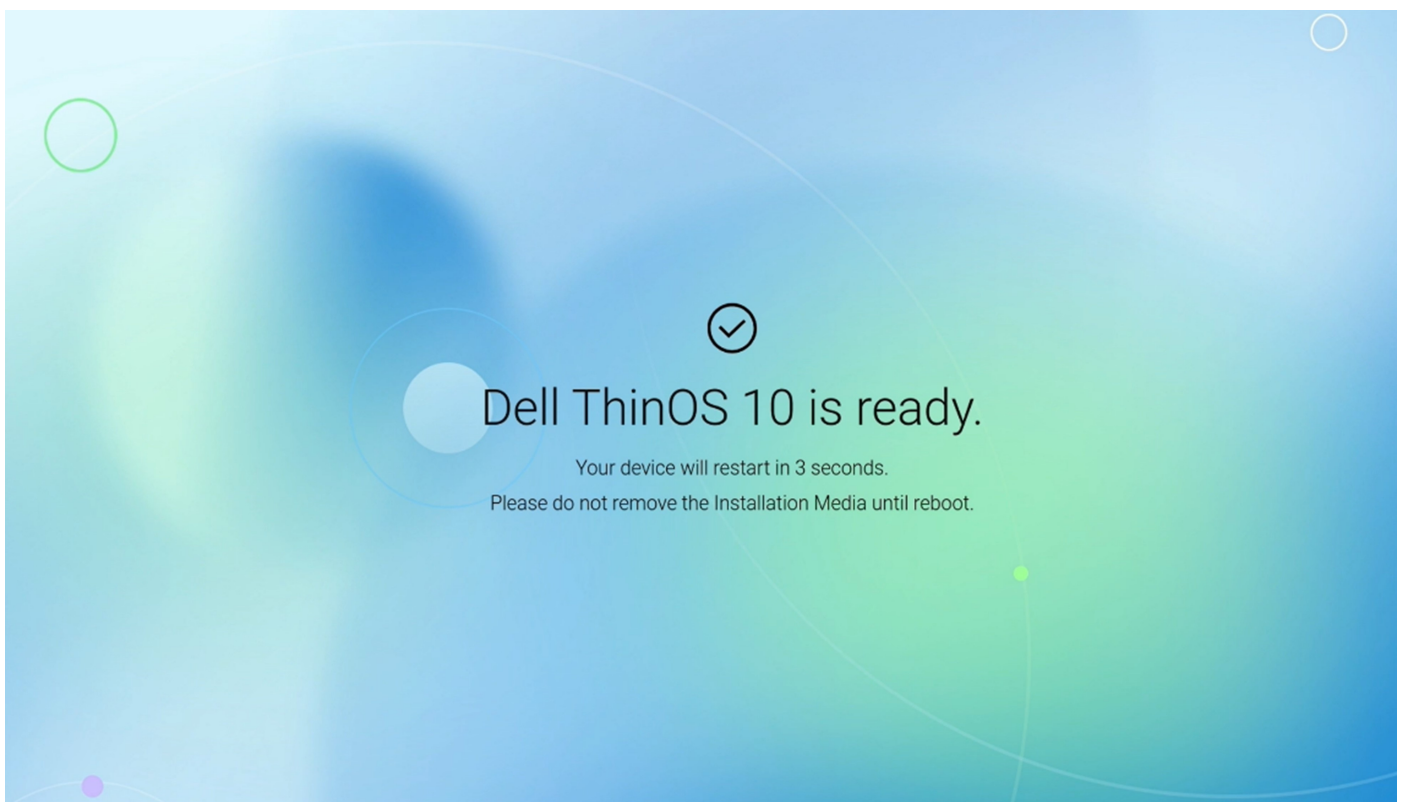 Dell ThinOS 10 is ready.
Your device will restart in 3 seconds.
Please do not remove the Installation Media until reboot.